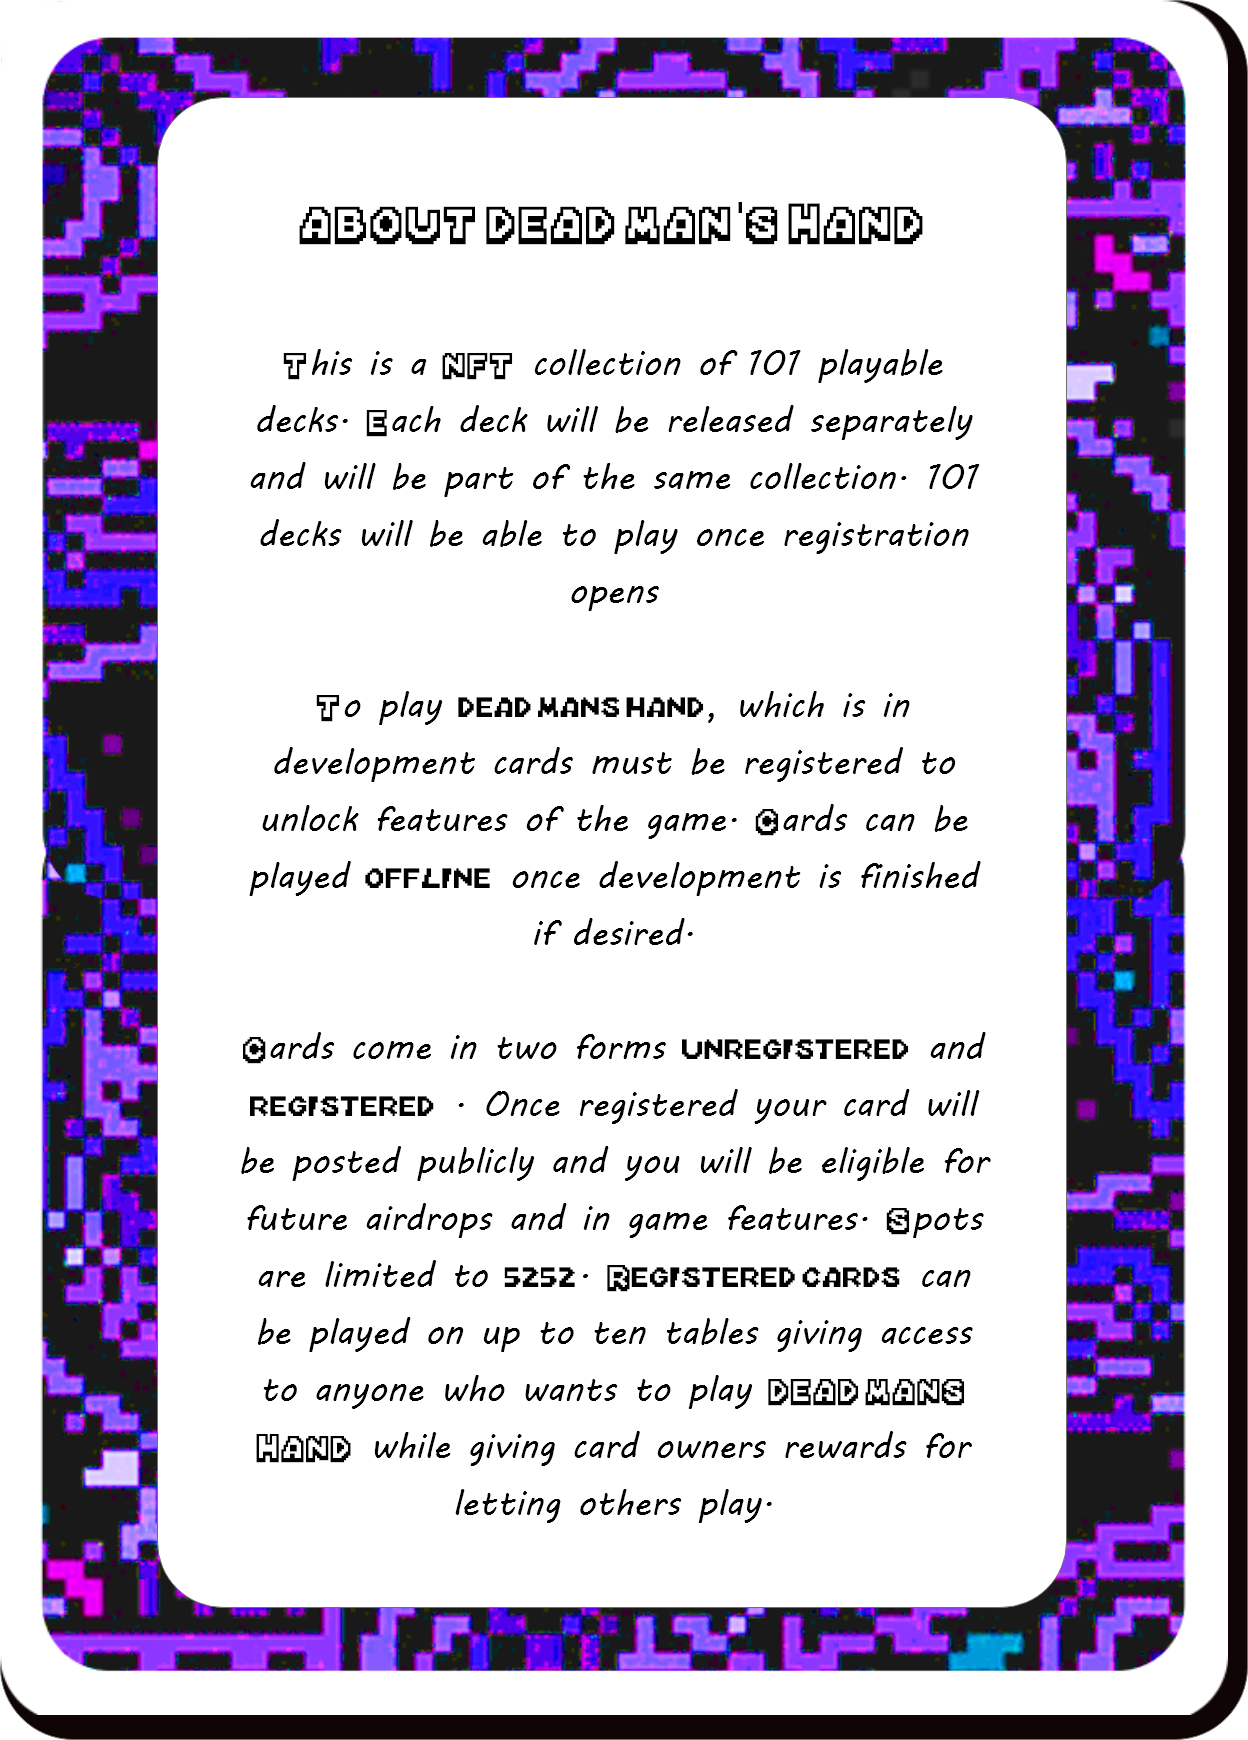 ABOUT DEAD MAN'S HAND
This is a NFT collection of 101 playable
decks. Each deck will be released separately
and will be part of the same collection. 101
decks will be able to play once registration
opens
To play DEAD MANS HAND, which is in
development cards must be registered to
unlock features of the game. Cards can be
played OFFLINE once development is finished
if desired.
Cards come in two forms UNREGISTERED and
REGISTERED . Once registered your card will
be posted publicly and you will be eligible for
future airdrops and in game features. Spots
are limited to 5252. REGISTERED CARDS can
be played on up to ten tables giving access
to anyone who wants to play DEAD MANS
HAND while giving card owners rewards for
letting others play.